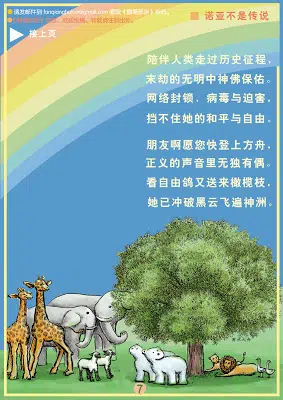 诺亚不是传说
接上页
陪伴人类走过历史征程，
末劫的无明中神佛保佑。
网络封锁、病毒与迫害，
挡不住她的和平与自由。
朋友啊愿您快登上方舟，
正义的声音里无独有偶。
看自由鸽又送来橄榄枝，
她已冲破黑云飞遍神洲。
7